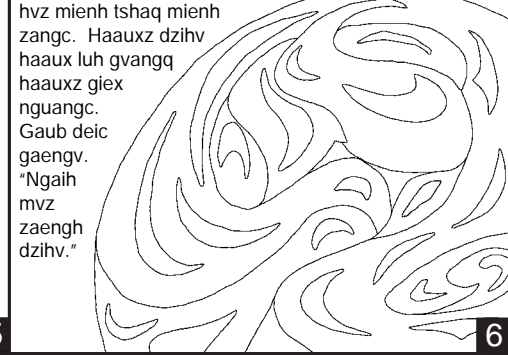 hvz mienh tshaq mienh
zangc. Haauxz dzihv
haaux luh gvangq
haauxz giex
nguangc.
Gaub deic
gaengv.
“Ngaih
mvz
zaengh
dzihv.”
6